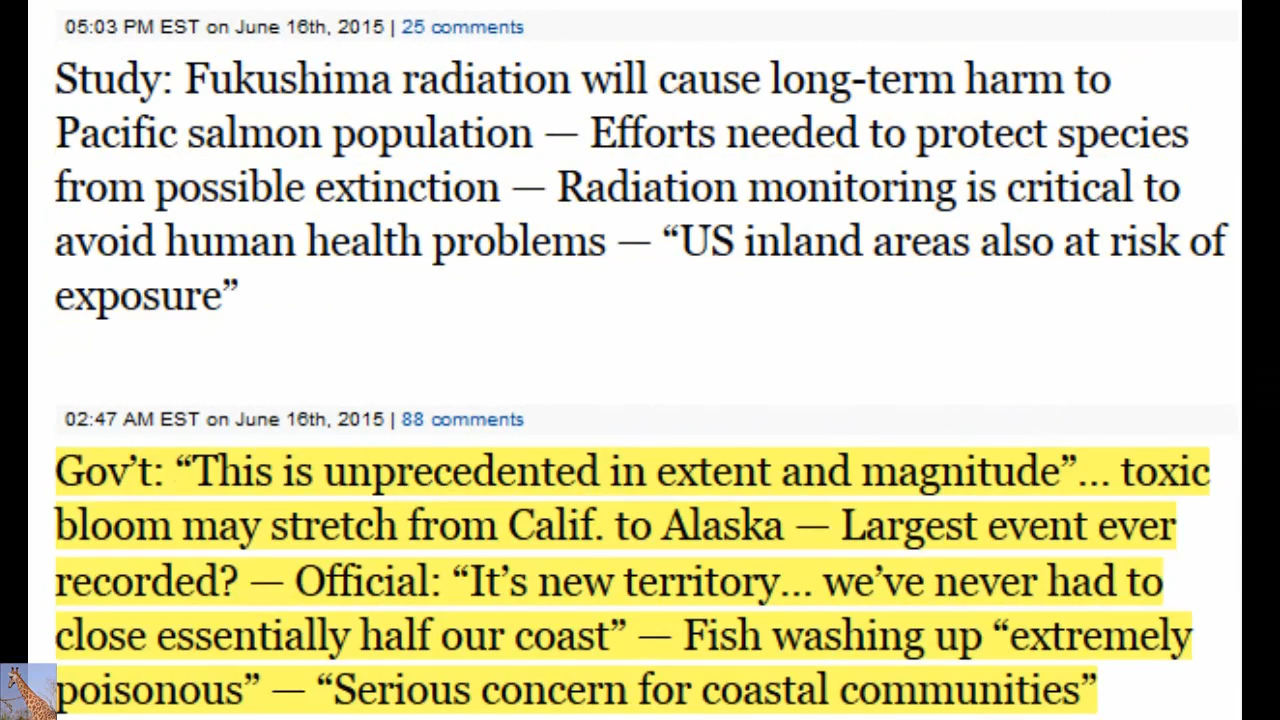 05:03 PM EST on June 16th, 2015 | 25 comments
Study: Fukushima radiation will cause long-term harm to
Pacific salmon population — Efforts needed to protect species
from possible extinction — Radiation monitoring is critical to
avoid human health problems — “US inland areas also at risk of
exposure”
02:47 AM EST on June 16th, 2015 | 88 comments
Gov’t: “This is unprecedented in extent and magnitude”... toxic
bloom may stretch from Calif. to Alaska — Largest event ever
recorded? — Official: “It’s new territory... we’ve never had to
close essentially half our coast” — Fish washing up “extremely
poisonous” — “Serious concern for coastal communities”